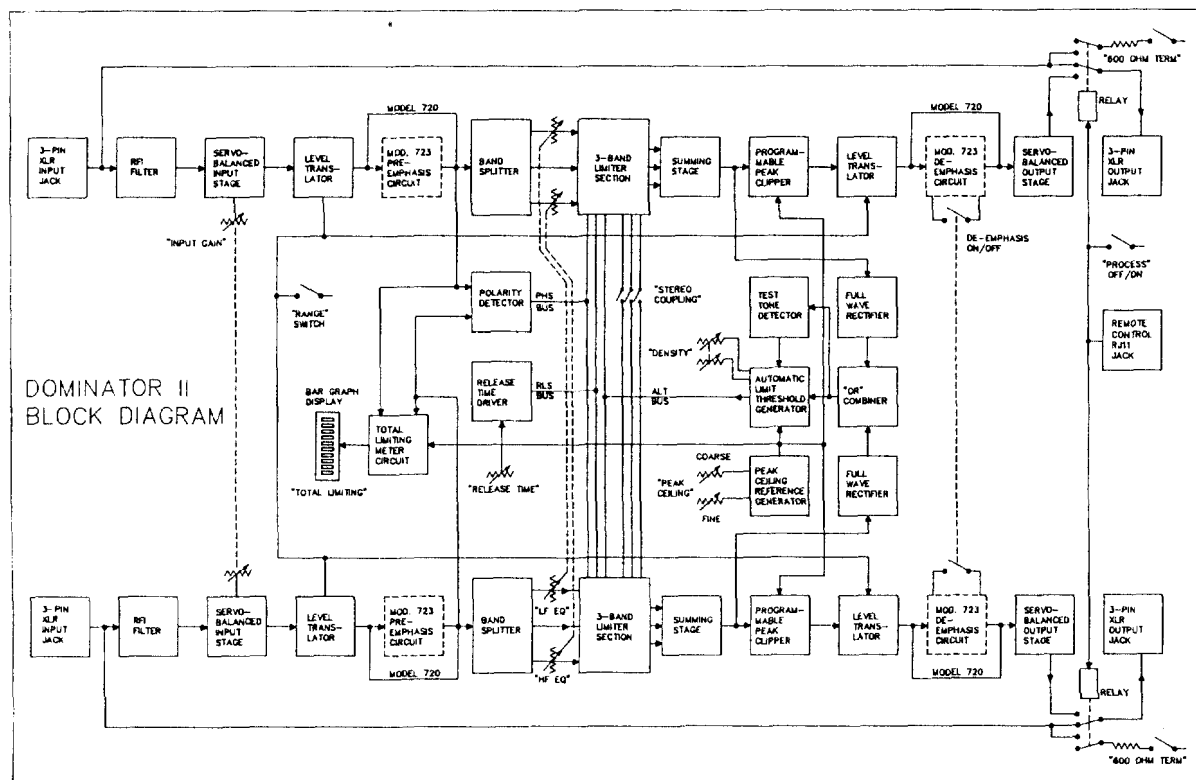 "600 OHM TERM"
MODEL 720
MODEL 720
RELAY
3-PIN
XLR
INPUT
JACK
RFI
FILTER
SERVO-
BALANCED
INPUT
STAGE
LEVEL
TRANS-
LATOR
MOD. 723
PRE-
EMPHASIS
CIRCUIT
BAND
SPLITTER
3-BAND
LIMITER
SECTION
SUMMING
STAGE
PROGRAM-
MABLE
PEAK
CLIPPER
LEVEL
TRANS-
LATOR
MOD. 723
DE-
EMPHASIS
CIRCUIT
SERVO-
BALANCED
OUTPUT
STAGE
3-PIN
XLR
OUTPUT
JACK
"INPUT GAIN"
DE-EMPHASIS
ON/OFF
"PROCESS"
OFF/ON
"RANGE"
SWITCH
POLARITY
DETECTOR
PHS
BUS
"STEREO
COUPLING"
TEST
TONE
DETECTOR
FULL
WAVE
RECTIFIER
REMOTE
CONTROL
RJ11
JACK
"DENSITY"
DOMINATOR II
BLOCK DIAGRAM
BAR GRAPH
DISPLAY
RELEASE
TIME
DRIVER
RLS
BUS
ALT
BUS
AUTOMATIC
LIMIT
THRESHOLD
GENERATOR
"OR"
COMBINER
TOTAL
LIMITING
METER
CIRCUIT
"TOTAL LIMITING"
"RELEASE TIME"
COARSE
"PEAK
CEILING"
FINE
PEAK
CEILING
REFERENCE
GENERATOR
FULL
WAVE
RECTIFIER
3-PIN
XLR
INPUT
JACK
RFI
FILTER
SERVO-
BALANCED
INPUT
STAGE
LEVEL
TRANS-
LATOR
MOD. 723
PRE-
EMPHASIS
CIRCUIT
BAND
SPLITTER
"LF EQ"
"HF EQ"
3-BAND
LIMITER
SECTION
SUMMING
STAGE
PROGRAM-
MABLE
PEAK
CLIPPER
LEVEL
TRANS-
LATOR
MOD. 723
DE-
EMPHASIS
CIRCUIT
SERVO-
BALANCED
OUTPUT
STAGE
3-PIN
XLR
OUTPUT
JACK
MODEL 720
MODEL 720
RELAY
"600 OHM TERM"